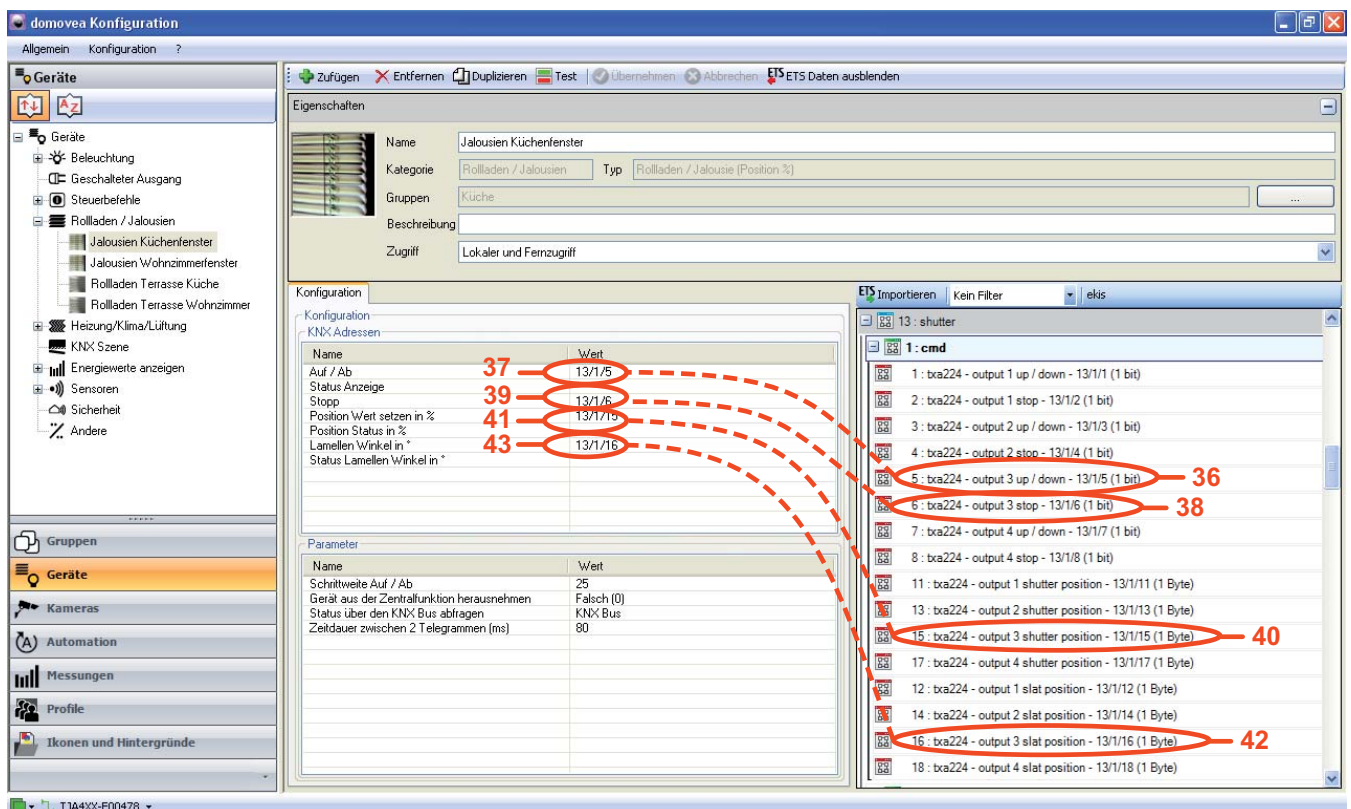 domovea Konfiguration
Allgemein Konfiguration ?
Geräte
Geräte
Beleuchtung
Geschalteter Ausgang
Steuerbefehle
Rollladen / Jalousien
Jalousien Küchenfenster
Jalousien Wohnzimmerfenster
Rollladen Terrasse Küche
Rollladen Terrasse Wohnzimmer
Heizung/Klima/Lüftung
KNX Szene
Energiewerte anzeigen
Sensoren
Sicherheit
Andere
Gruppen
Geräte
Kameras
Automation
Messungen
Profile
Ikonen und Hintergründe
TJA4XX-E00478
Zufügen Entfernen Duplizieren Test Übernehmen Abbrechen ETS ETS Daten ausblenden
Eigenschaften
Name Jalousien Küchenfenster
Kategorie Rollladen / Jalousien Typ Rollladen / Jalousie (Position %)
Gruppen Küche ...
Beschreibung
Zugriff Lokaler und Fernzugriff
Konfiguration
Konfiguration
KNX Adressen
Name Wert
Auf / Ab 37 13/1/5
Status Anzeige
Stopp 39 13/1/6
Position Wert setzen in % 41 13/1/15
Position Status in %
Lamellen Winkel in ° 43 13/1/16
Status Lamellen Winkel in °
Parameter
Name Wert
Schrittweite Auf / Ab 25
Gerät aus der Zentralfunktion herausnehmen Falsch (0)
Status über den KNX Bus abfragen KNX Bus
Zeitdauer zwischen 2 Telegrammen (ms) 80
ETS Importieren Kein Filter ekis
13 : shutter
1 : cmd
1 : txa224 - output 1 up / down - 13/1/1 (1 bit)
2 : txa224 - output 1 stop - 13/1/2 (1 bit)
3 : txa224 - output 2 up / down - 13/1/3 (1 bit)
4 : txa224 - output 2 stop - 13/1/4 (1 bit)
5 : txa224 - output 3 up / down - 13/1/5 (1 bit) 36
6 : txa224 - output 3 stop - 13/1/6 (1 bit) 38
7 : txa224 - output 4 up / down - 13/1/7 (1 bit)
8 : txa224 - output 4 stop - 13/1/8 (1 bit)
11 : txa224 - output 1 shutter position - 13/1/11 (1 Byte)
13 : txa224 - output 2 shutter position - 13/1/13 (1 Byte)
15 : txa224 - output 3 shutter position - 13/1/15 (1 Byte) 40
17 : txa224 - output 4 shutter position - 13/1/17 (1 Byte)
12 : txa224 - output 1 slat position - 13/1/12 (1 Byte)
14 : txa224 - output 2 slat position - 13/1/14 (1 Byte)
16 : txa224 - output 3 slat position - 13/1/16 (1 Byte) 42
18 : txa224 - output 4 slat position - 13/1/18 (1 Byte)